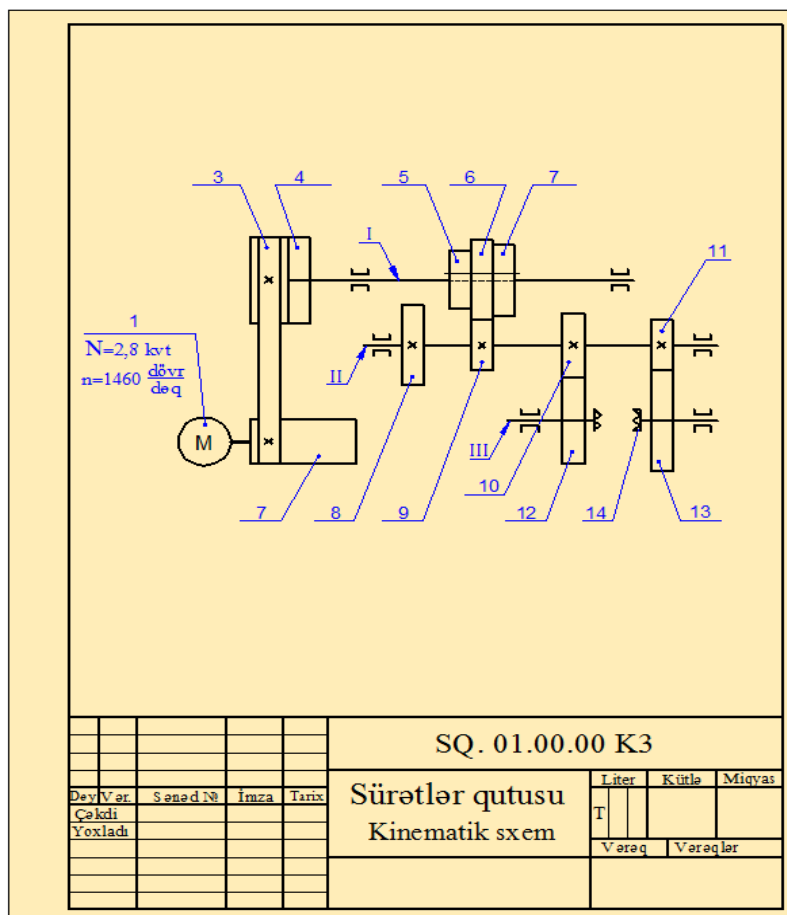 3 4 5 6 7
I
11
1
N=2,8 kvt
n=1460 dövr
dəq
II
M
III
10
7 8 9 12 14 13
SQ. 01.00.00 K3
Liter Kütlə Miqyas
Dəy Vər. Sənəd № İmza Tarix
Sürətlər qutusu
Çəkdi
T
Yoxladı
Kinematik sxem
Vərəq Vərəqlər